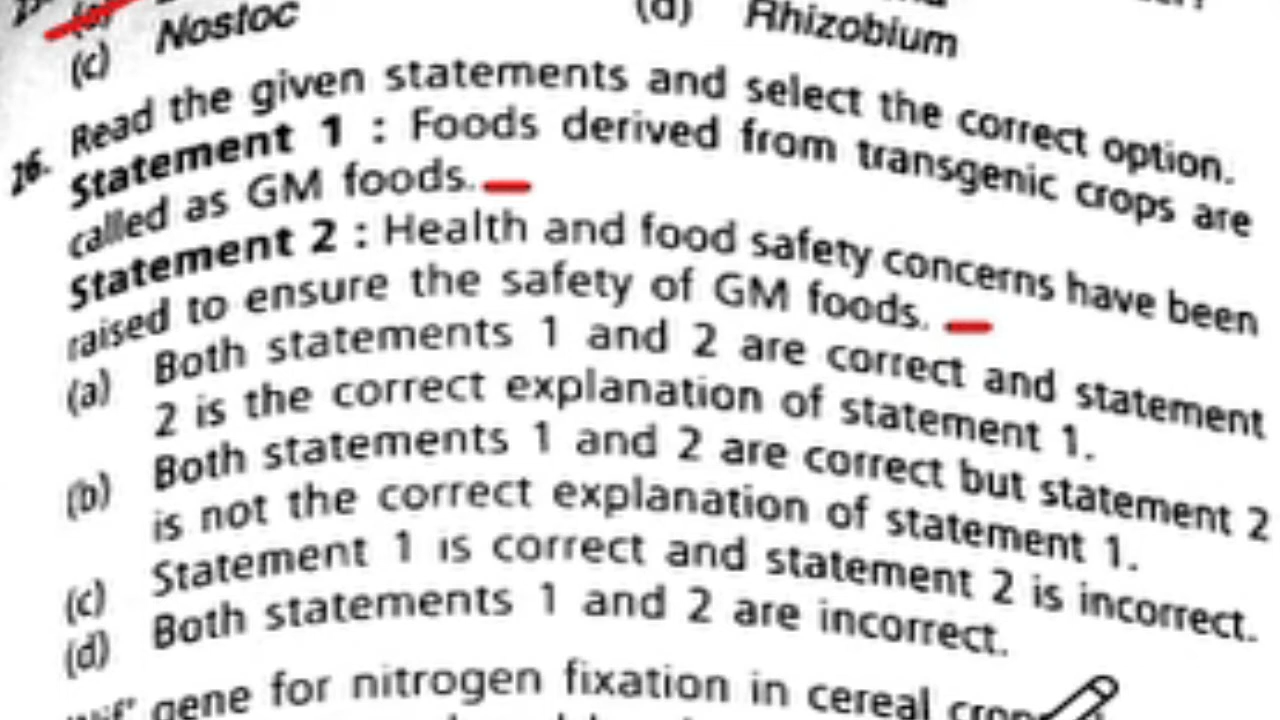 (c) Nostoc (d) Rhizobium
26. Read the given statements and select the correct option.
Statement 1 : Foods derived from transgenic crops are
called as GM foods.
Statement 2 : Health and food safety concerns have been
raised to ensure the safety of GM foods.
(a) Both statements 1 and 2 are correct and statement
2 is the correct explanation of statement 1.
(b) Both statements 1 and 2 are correct but statement 2
is not the correct explanation of statement 1.
(c) Statement 1 is correct and statement 2 is incorrect.
(d) Both statements 1 and 2 are incorrect.
gene for nitrogen fixation in cereal